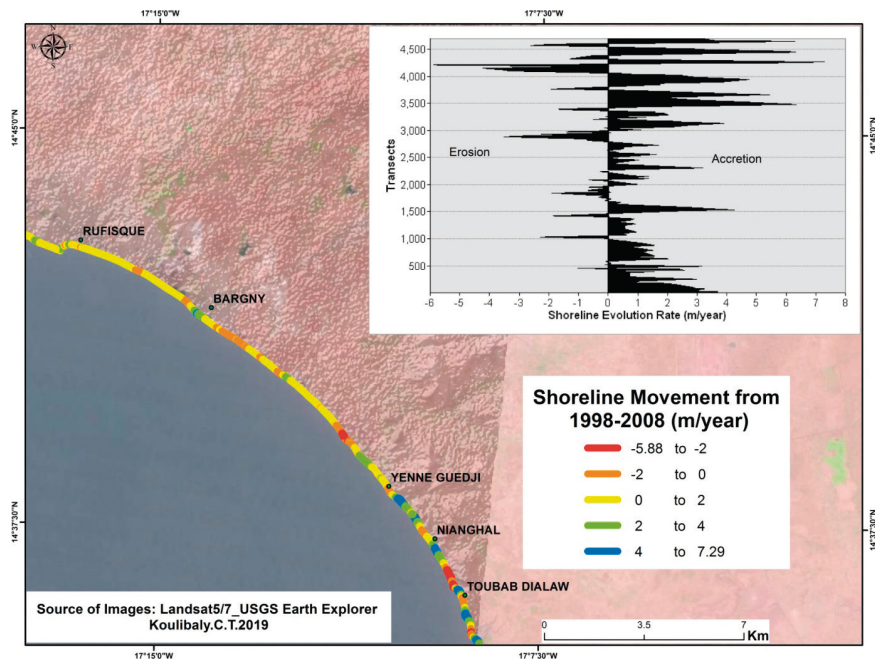 17°15'0"W
17°7'30"W
N
W
E
S
14°45'0"N
14°45'0"N
4,500
4,000
3,500
3,000
2,500
2,000
1,500
1,000
500
Transects
Erosion
Accretion
-6 -5 -4 -3 -2 -1 0 1 2 3 4 5 6 7 8
Shoreline Evolution Rate (m/year)
RUFISQUE
BARGNY
Shoreline Movement from
1998-2008 (m/year)
-5.88 to -2
-2 to 0
0 to 2
2 to 4
4 to 7.29
YENNE GUEDJI
NIANGHAL
TOUBAB DIALAW
14°37'30"N
14°37'30"N
Source of Images: Landsat5/7_USGS Earth Explorer
Koulibaly.C.T.2019
0 3.5 7
Km
17°15'0"W
17°7'30"W